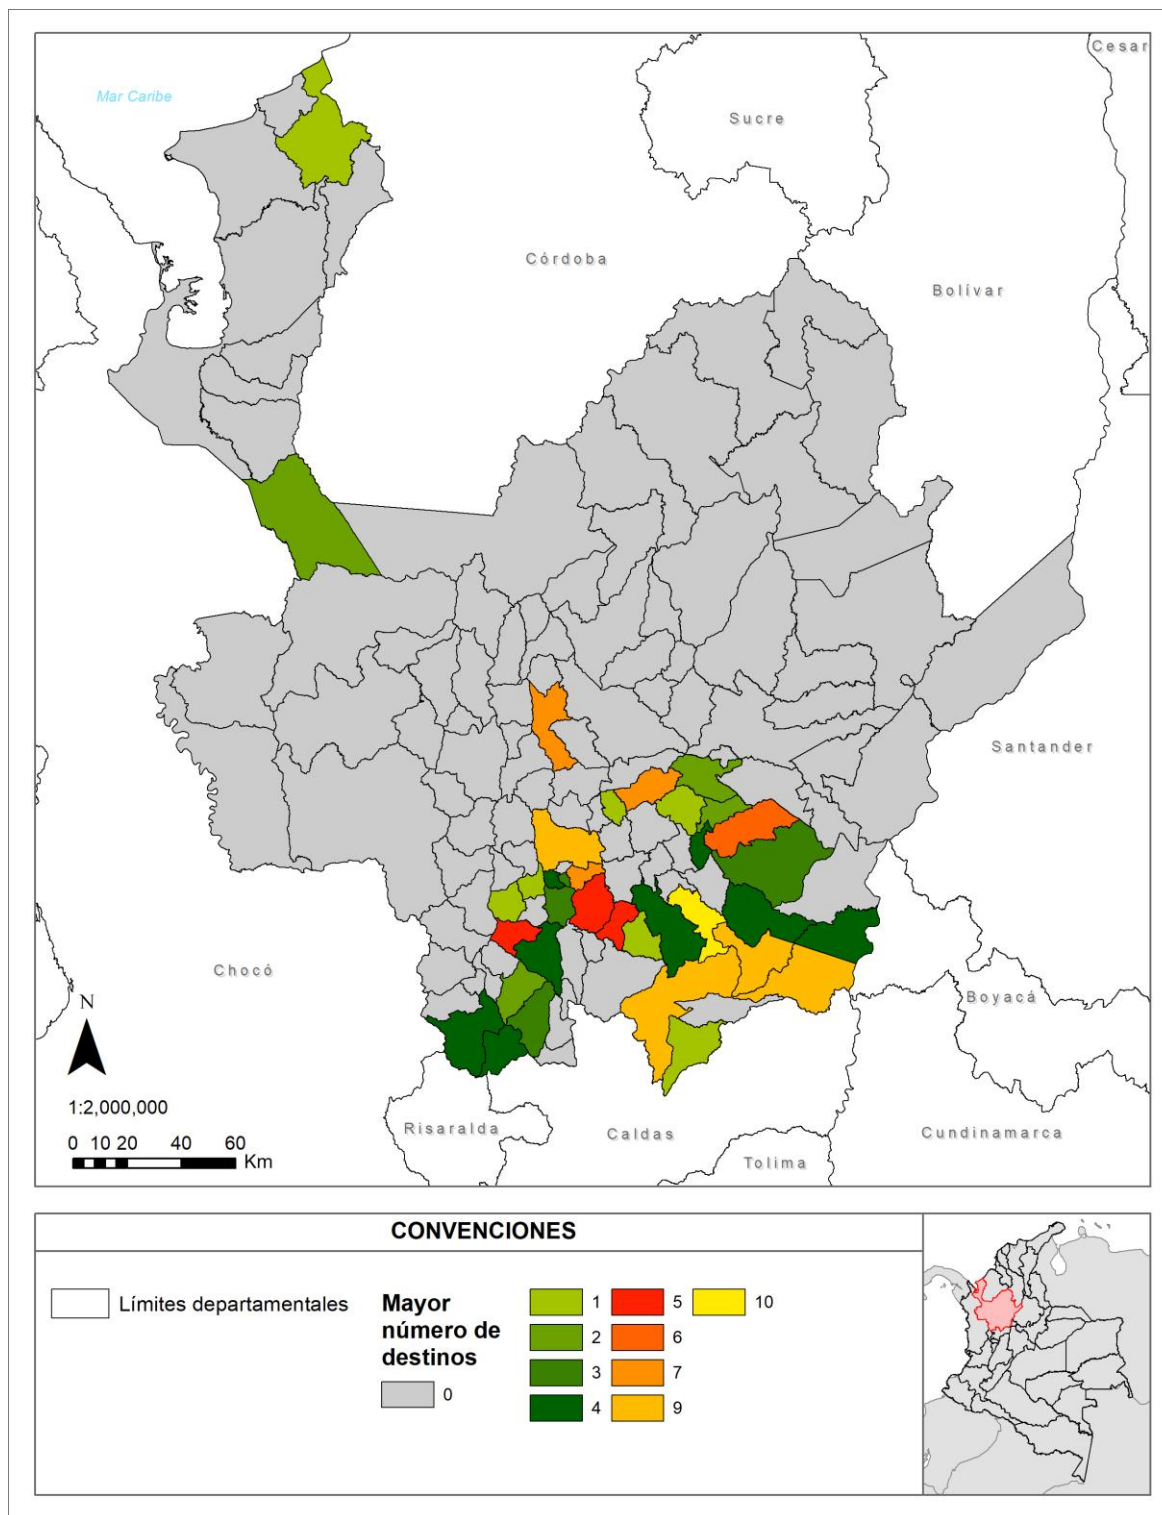 Cesar
Mar Caribe
Sucre
Córdoba
Bolívar
Santander
Chocó
Boyacá
N
1:2,000,000
0 10 20 40 60
Km
Risaralda
Caldas
Cundinamarca
Tolima
CONVENCIONES
Límites departamentales
Mayor
número de
destinos
0
1
2
3
4
5
6
7
9
10